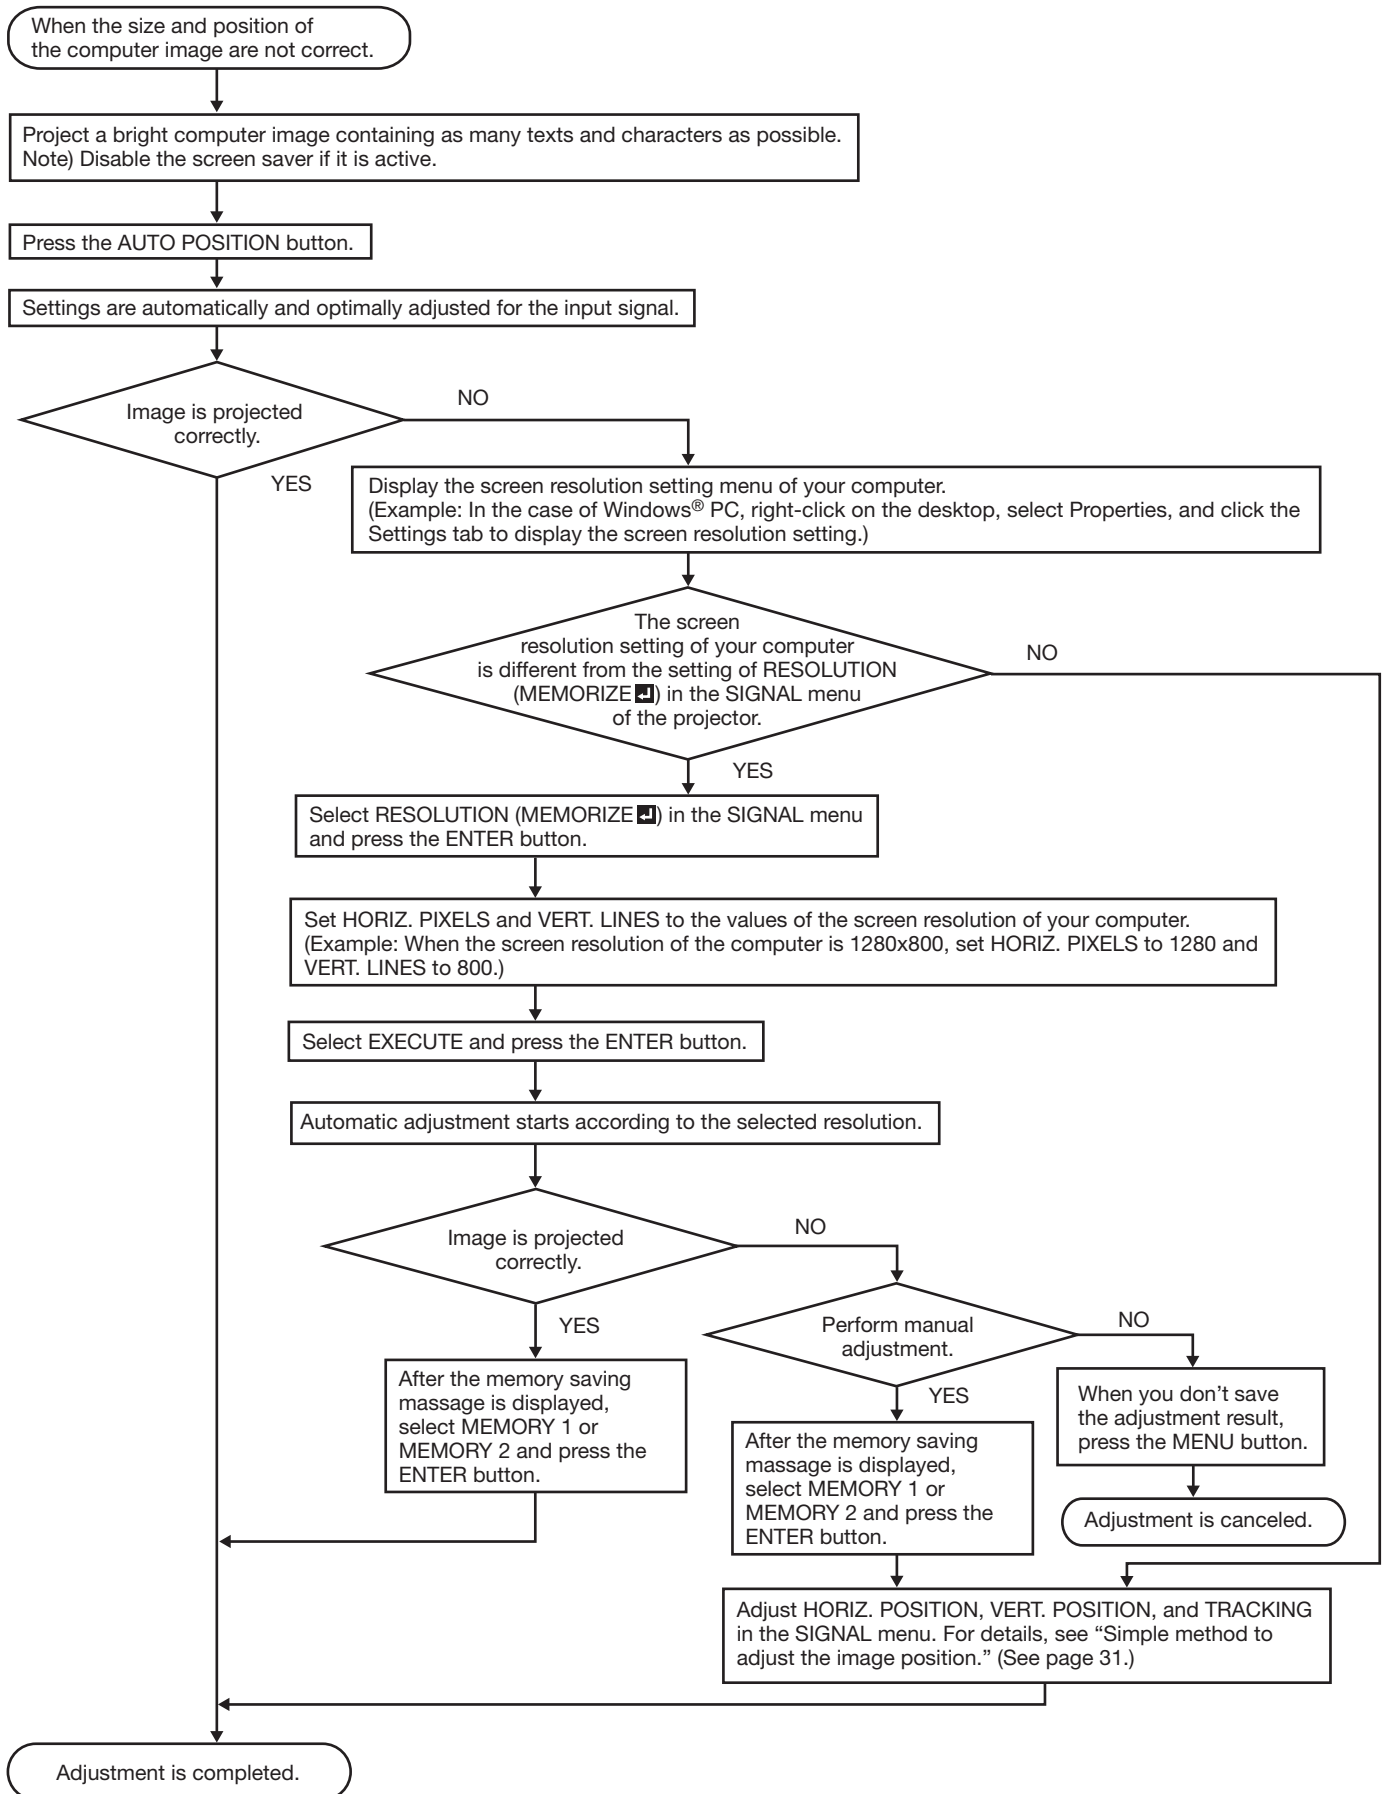 When the size and position of
the computer image are not correct.
Project a bright computer image containing as many texts and characters as possible.
Note) Disable the screen saver if it is active.
Press the AUTO POSITION button.
Settings are automatically and optimally adjusted for the input signal.
Image is projected
correctly.
NO
YES
Display the screen resolution setting menu of your computer.
(Example: In the case of Windows® PC, right-click on the desktop, select Properties, and click the
Settings tab to display the screen resolution setting.)
The screen
resolution setting of your computer
is different from the setting of RESOLUTION
(MEMORIZE ↵) in the SIGNAL menu
of the projector.
NO
YES
Select RESOLUTION (MEMORIZE ↵) in the SIGNAL menu
and press the ENTER button.
Set HORIZ. PIXELS and VERT. LINES to the values of the screen resolution of your computer.
(Example: When the screen resolution of the computer is 1280x800, set HORIZ. PIXELS to 1280 and
VERT. LINES to 800.)
Select EXECUTE and press the ENTER button.
Automatic adjustment starts according to the selected resolution.
Image is projected
correctly.
NO
YES
After the memory saving
massage is displayed,
select MEMORY 1 or
MEMORY 2 and press the
ENTER button.
Perform manual
adjustment.
NO
YES
When you don't save
the adjustment result,
press the MENU button.
After the memory saving
massage is displayed,
select MEMORY 1 or
MEMORY 2 and press the
ENTER button.
Adjustment is canceled.
Adjust HORIZ. POSITION, VERT. POSITION, and TRACKING
in the SIGNAL menu. For details, see “Simple method to
adjust the image position.” (See page 31.)
Adjustment is completed.